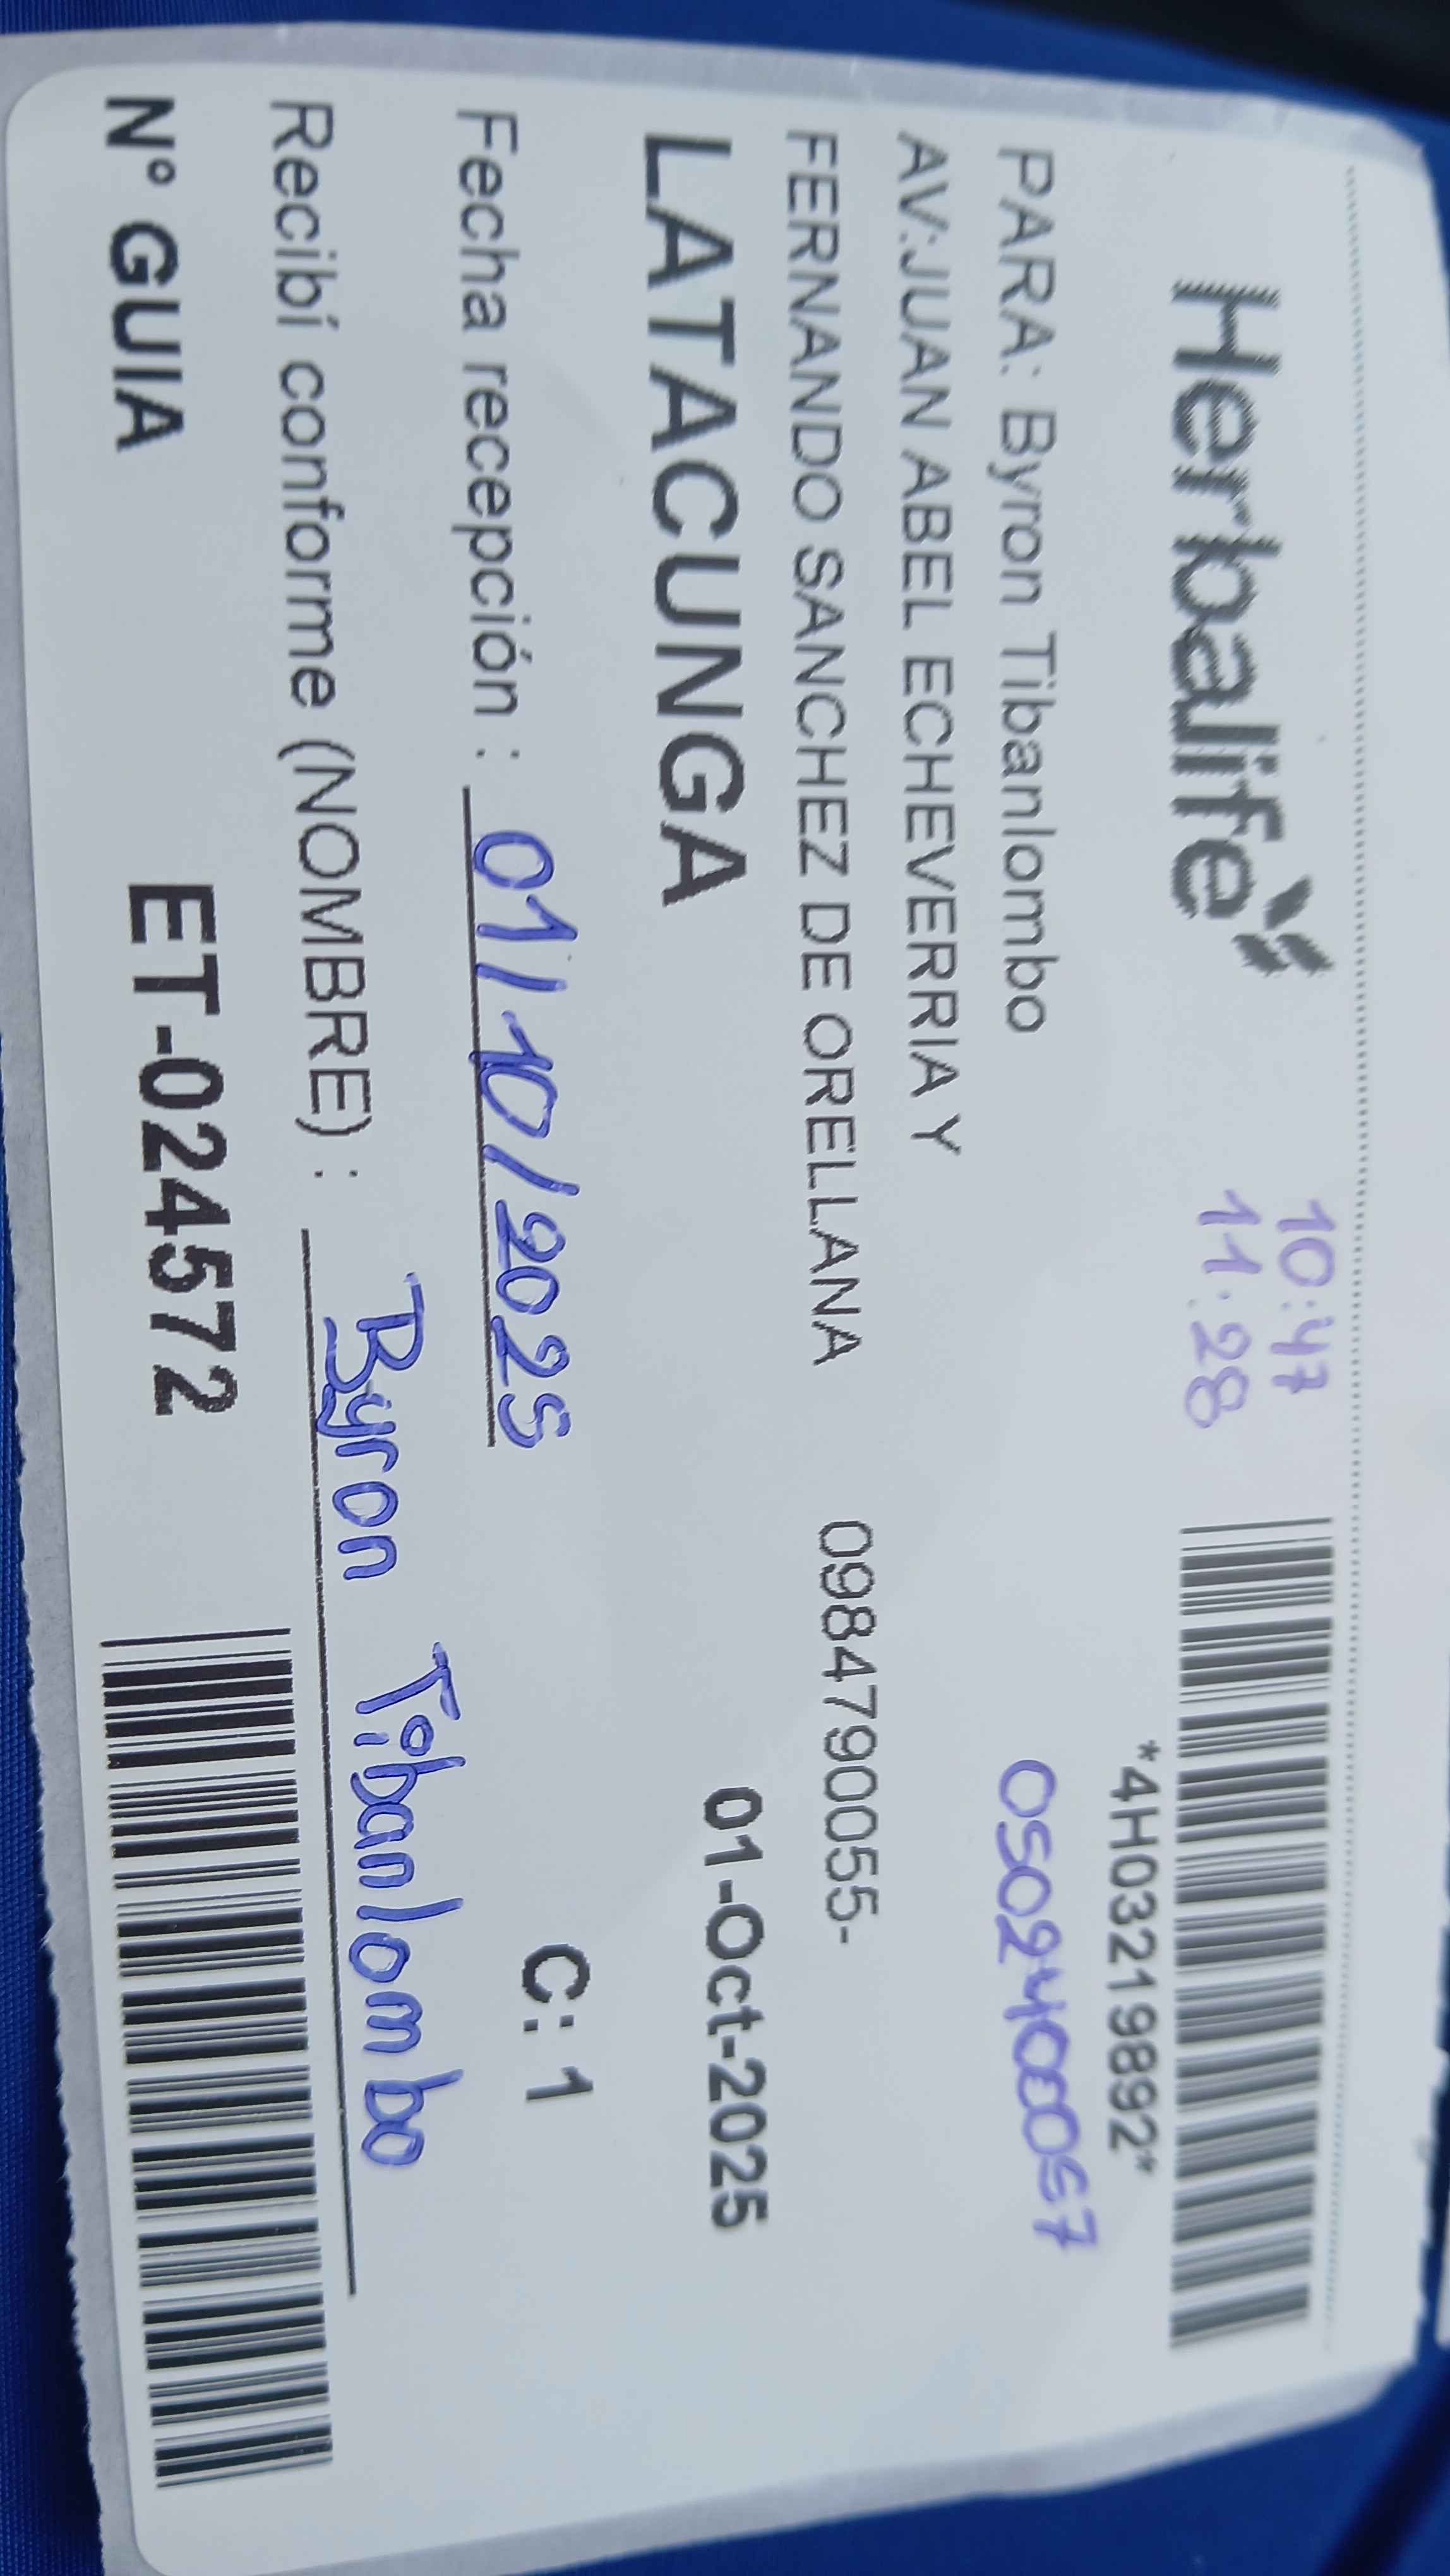 Herbalife
10:47
11:28
*4H03219892*
PARA: Byron Tibanlombo
0502400057
AV:JUAN ABEL ECHEVERRIA Y
FERNANDO SANCHEZ DE ORELLANA 0984790055-
LATACUNGA 01-Oct-2025
Fecha recepción : 01/10/2025 C: 1
Recibí conforme (NOMBRE) : Byron Tibanlombo
N° GUIA ET-024572